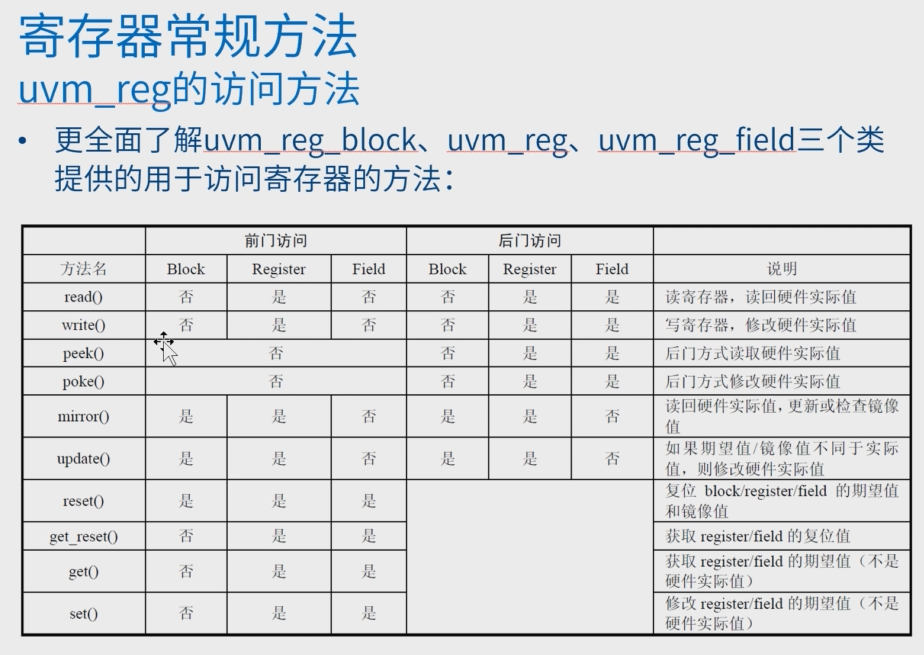 寄存器常规方法
uvm_reg的访问方法
• 更全面了解uvm_reg_block、uvm_reg、uvm_reg_field三个类
提供的用于访问寄存器的方法：
前门访问 后门访问
方法名 Block Register Field Block Register Field 说明
read() 否 是 否 否 是 是 读寄存器，读回硬件实际值
write() 否 是 否 否 是 是 写寄存器，修改硬件实际值
peek() 否 否 是 是 后门方式读取硬件实际值
poke() 否 否 是 是 后门方式修改硬件实际值
mirror() 是 是 否 是 是 否 读回硬件实际值，更新或检查镜像
值
update() 是 是 否 是 是 否 如果期望值/镜像值不同于实际
值，则修改硬件实际值
reset() 是 是 是 复位 block/register/field 的期望值
和镜像值
get_reset() 否 是 是 获取 register/field 的复位值
get() 否 是 是 获取 register/field 的期望值（不是
硬件实际值）
set() 否 是 是 修改 register/field 的期望值（不是
硬件实际值）